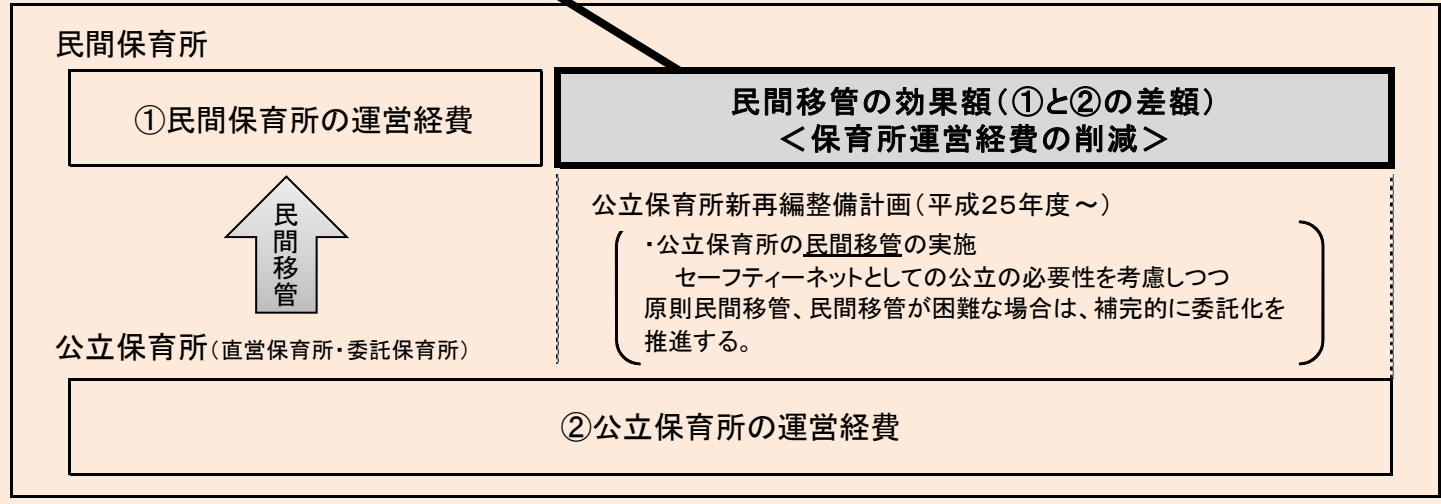 民間保育所
①民間保育所の運営経費
民間移管の効果額(①と②の差額)
＜保育所運営経費の削減＞
民間移管
公立保育所新再編整備計画(平成25年度～)
・公立保育所の民間移管の実施
セーフティーネットとしての公立の必要性を考慮しつつ
原則民間移管、民間移管が困難な場合は、補完的に委託化を
推進する。
公立保育所(直営保育所・委託保育所)
②公立保育所の運営経費